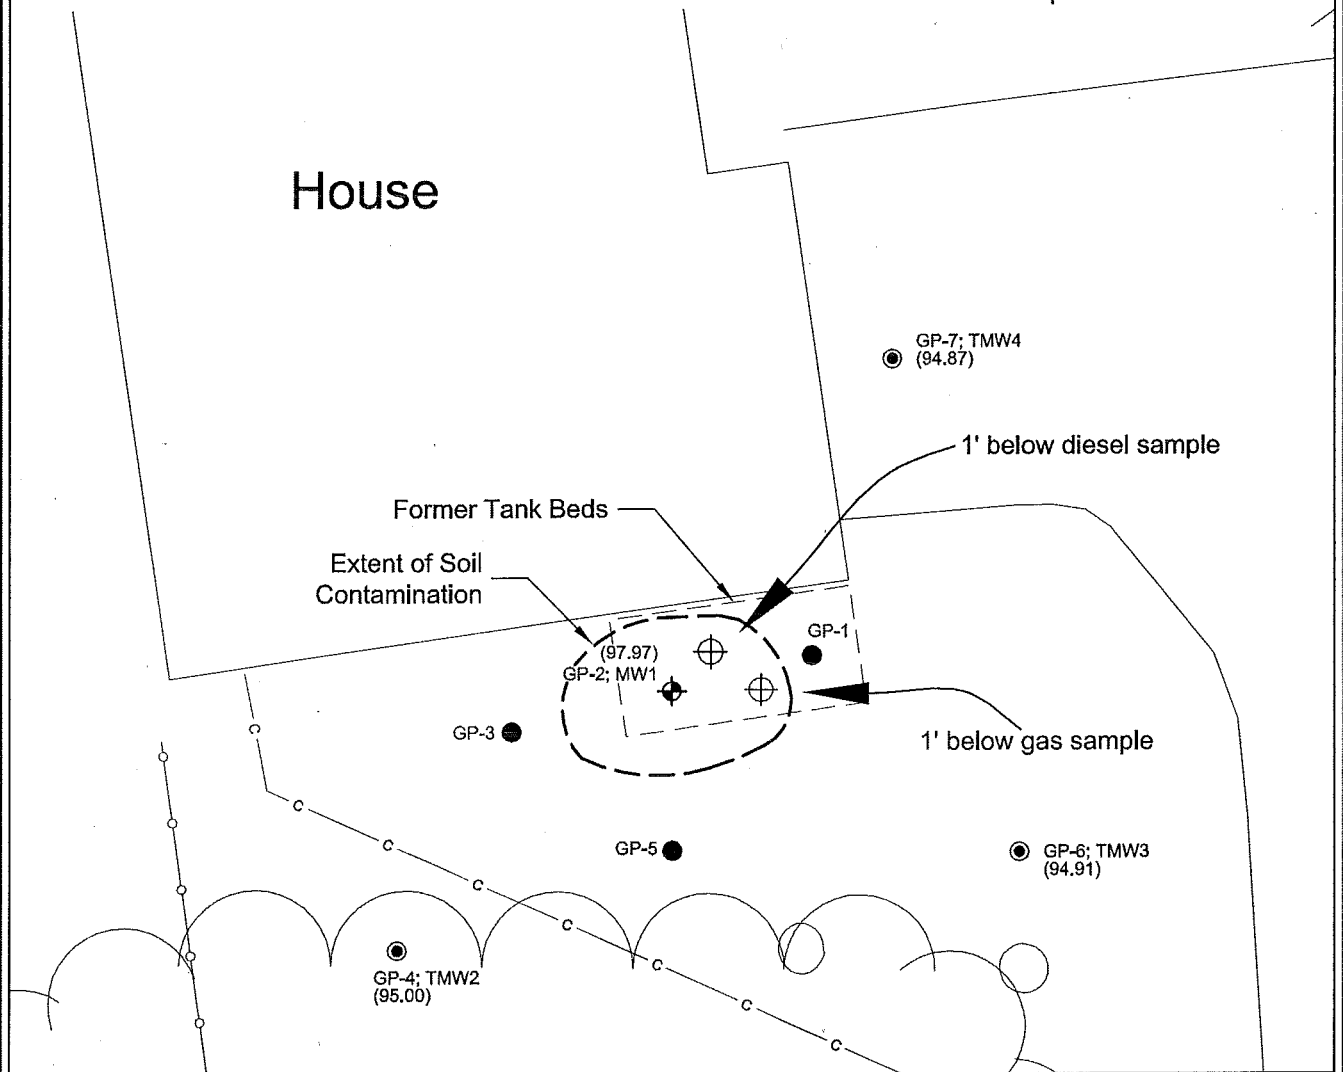 House
GP-7; TMW4
(94.87)
1' below diesel sample
Former Tank Beds
Extent of Soil
Contamination
GP-1
(97.97)
GP-2; MW1
GP-3
1' below gas sample
GP-5
GP-6; TMW3
(94.91)
GP-4; TMW2
(95.00)
C
C
C
C
C
C
C
C